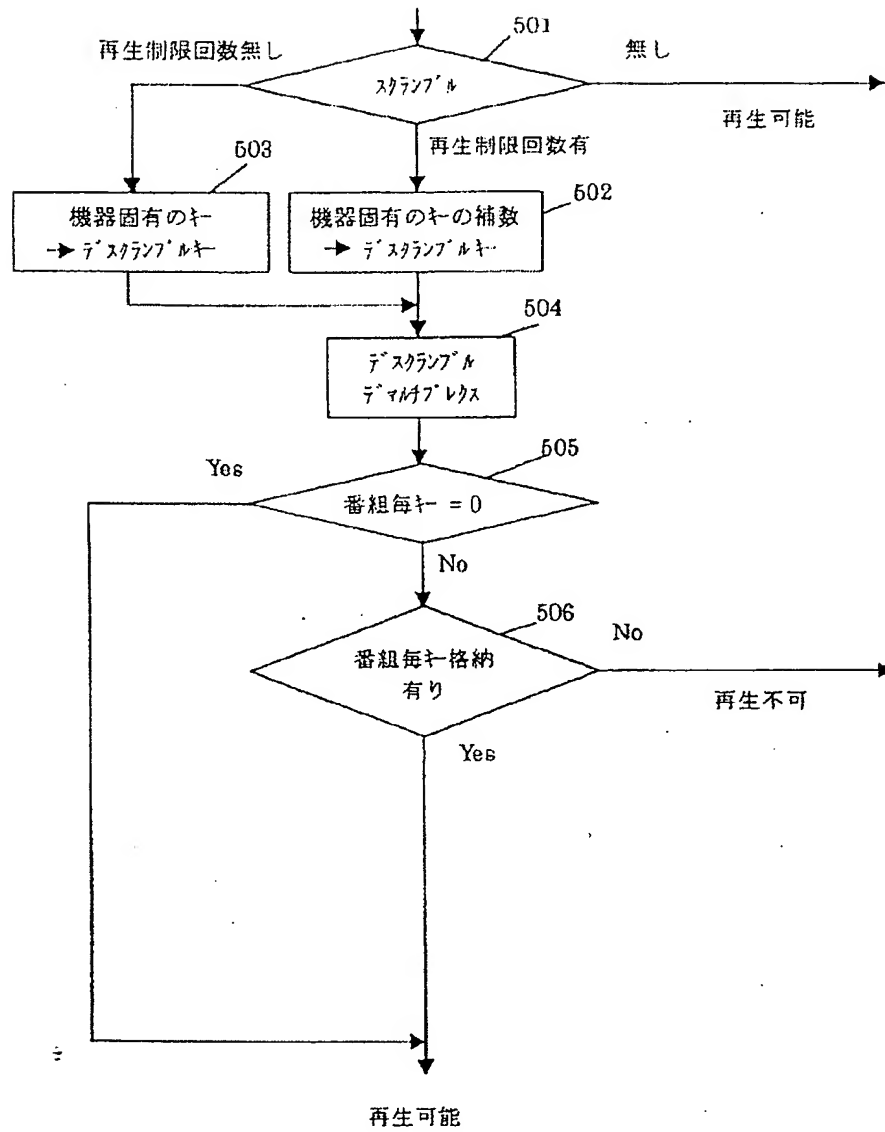 501
再生制限回数無し
無し
スクランブル
再生可能
再生制限回数有
503
502
機器固有のキー
→ デスクランブルキー
機器固有のキーの補数
→ デスクランブルキー
504
デスクランブル
デマルチプレクス
505
Yes
番組毎キー = 0
No
506
No
番組毎キー格納
有り
再生不可
Yes
再生可能